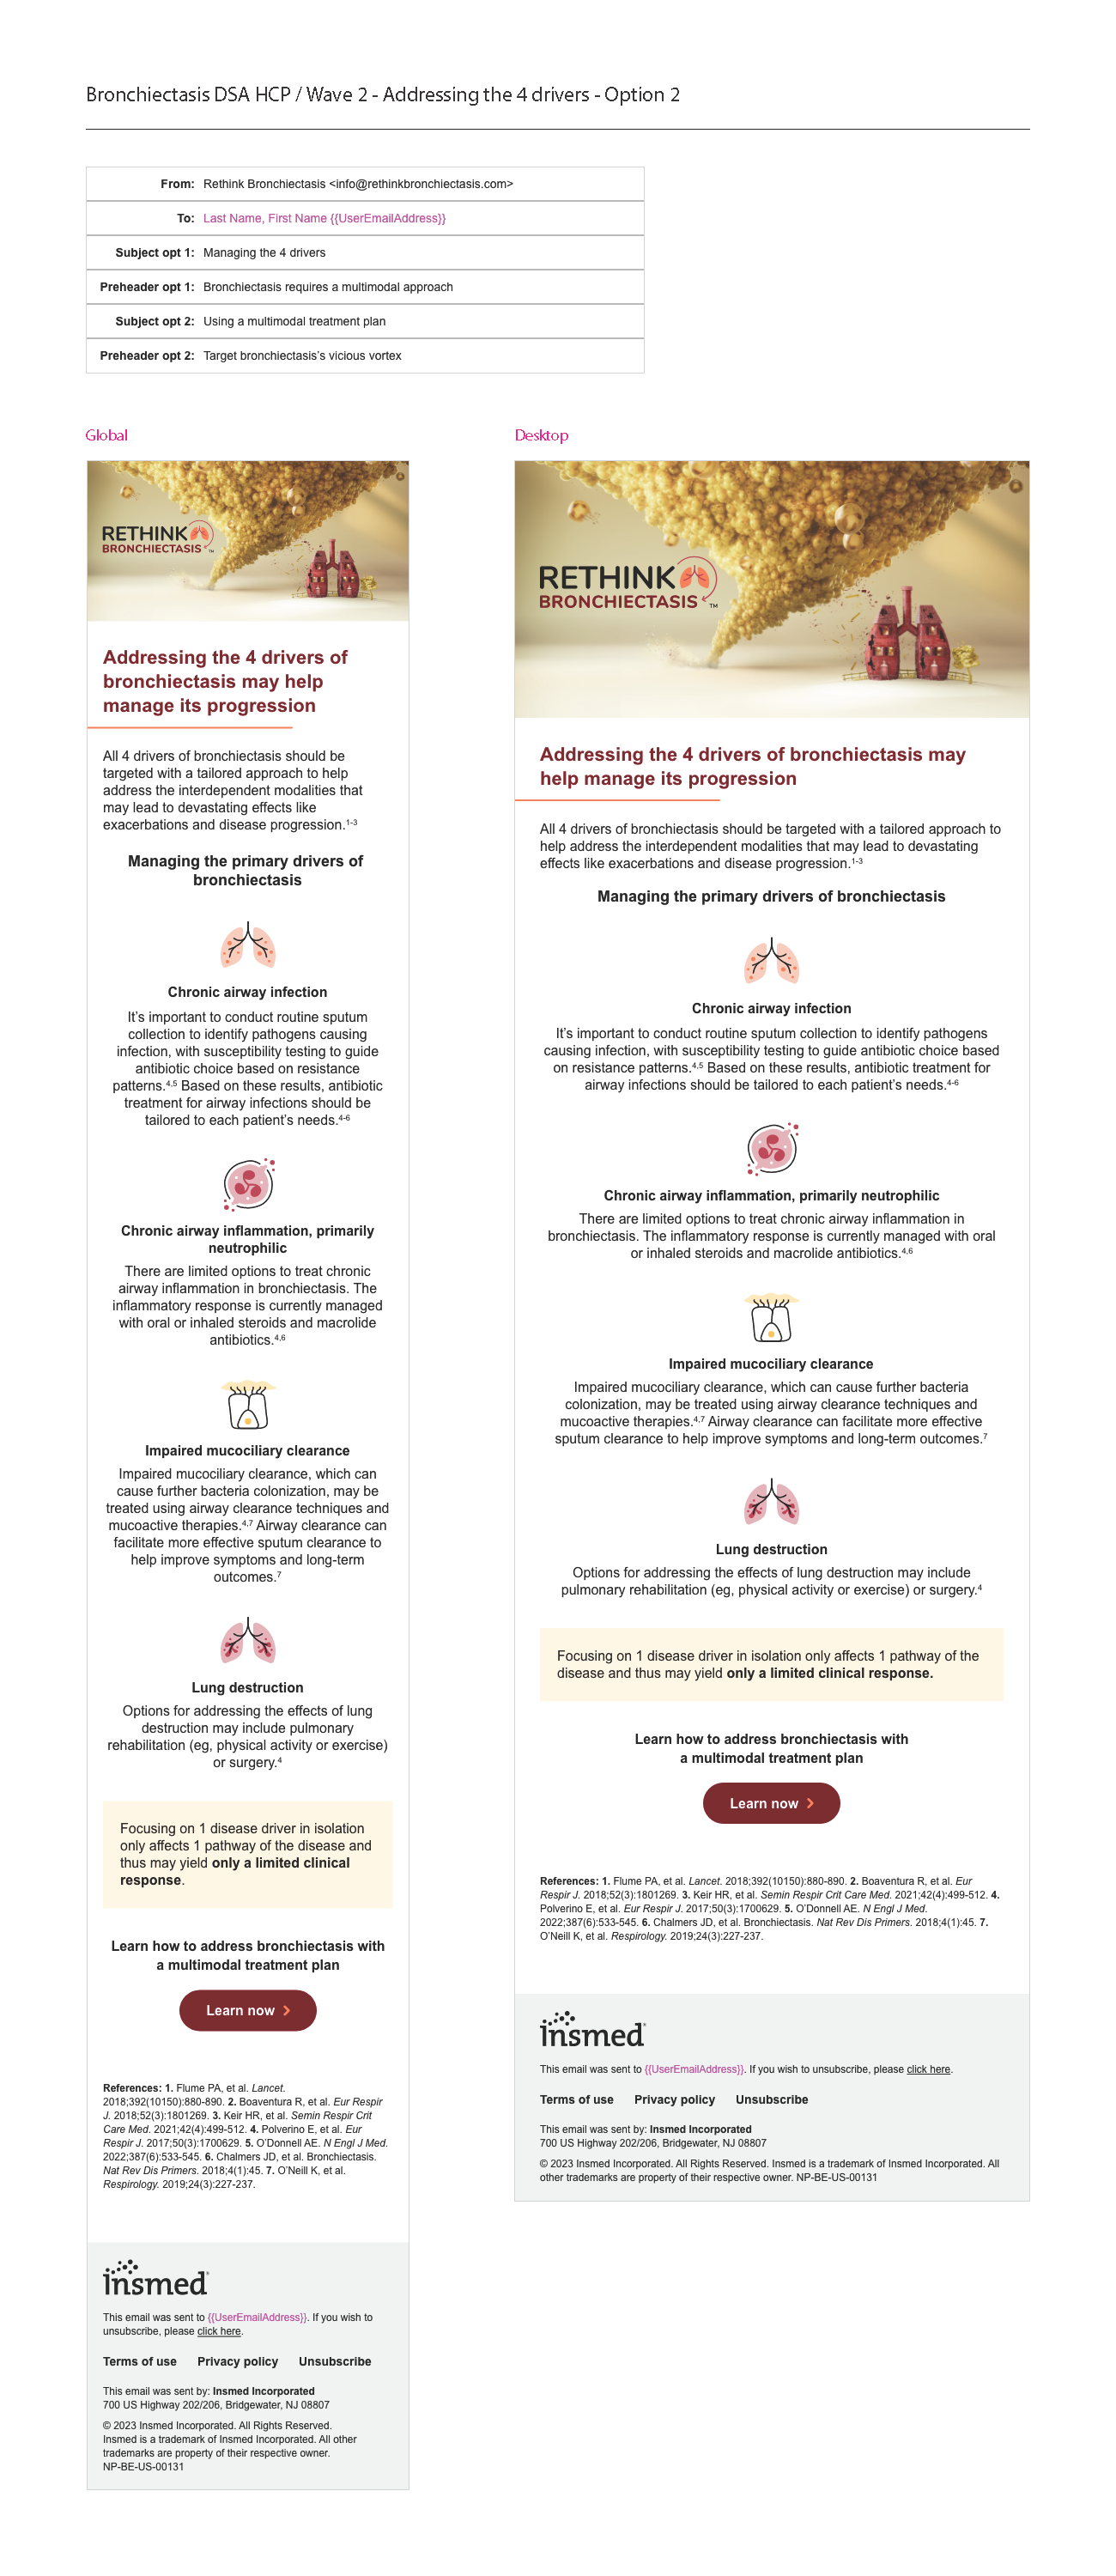 Bronchiectasis DSA HCP / Wave 2 - Addressing the 4 drivers - Option 2
From: Rethink Bronchiectasis <info@rethinkbronchiectasis.com>
To: Last Name, First Name {{UserEmailAddress}}
Subject opt 1: Managing the 4 drivers
Preheader opt 1: Bronchiectasis requires a multimodal approach
Subject opt 2: Using a multimodal treatment plan
Preheader opt 2: Target bronchiectasis's vicious vortex
Global
RETHINK
BRONCHIECTASIS ™
Addressing the 4 drivers of
bronchiectasis may help
manage its progression
All 4 drivers of bronchiectasis should be
targeted with a tailored approach to help
address the interdependent modalities that
may lead to devastating effects like
exacerbations and disease progression.1-3
Managing the primary drivers of
bronchiectasis
Chronic airway infection
It's important to conduct routine sputum
collection to identify pathogens causing
infection, with susceptibility testing to guide
antibiotic choice based on resistance
patterns.4,5 Based on these results, antibiotic
treatment for airway infections should be
tailored to each patient's needs.4-6
Chronic airway inflammation, primarily
neutrophilic
There are limited options to treat chronic
airway inflammation in bronchiectasis. The
inflammatory response is currently managed
with oral or inhaled steroids and macrolide
antibiotics.4,6
Impaired mucociliary clearance
Impaired mucociliary clearance, which can
cause further bacteria colonization, may be
treated using airway clearance techniques and
mucoactive therapies.4,7 Airway clearance can
facilitate more effective sputum clearance to
help improve symptoms and long-term
outcomes.7
Lung destruction
Options for addressing the effects of lung
destruction may include pulmonary
rehabilitation (eg, physical activity or exercise)
or surgery.4
Focusing on 1 disease driver in isolation
only affects 1 pathway of the disease and
thus may yield only a limited clinical
response.
Learn how to address bronchiectasis with
a multimodal treatment plan
Learn now
References: 1. Flume PA, et al. Lancet.
2018;392(10150):880-890. 2. Boaventura R, et al. Eur Respir
J. 2018;52(3):1801269. 3. Keir HR, et al. Semin Respir Crit
Care Med. 2021;42(4):499-512. 4. Polverino E, et al. Eur
Respir J. 2017;50(3):1700629. 5. O'Donnell AE. N Engl J Med.
2022;387(6):533-545. 6. Chalmers JD, et al. Bronchiectasis.
Nat Rev Dis Primers. 2018;4(1):45. 7. O'Neill K, et al.
Respirology. 2019;24(3):227-237.
insmed
This email was sent to {{UserEmailAddress}}. If you wish to
unsubscribe, please click here.
Terms of use Privacy policy Unsubscribe
This email was sent by: Insmed Incorporated
700 US Highway 202/206, Bridgewater, NJ 08807
© 2023 Insmed Incorporated. All Rights Reserved.
Insmed is a trademark of Insmed Incorporated. All other
trademarks are property of their respective owner.
NP-BE-US-00131
Desktop
RETHINK
BRONCHIECTASIS ™
Addressing the 4 drivers of bronchiectasis may
help manage its progression
All 4 drivers of bronchiectasis should be targeted with a tailored approach to
help address the interdependent modalities that may lead to devastating
effects like exacerbations and disease progression.1-3
Managing the primary drivers of bronchiectasis
Chronic airway infection
It's important to conduct routine sputum collection to identify pathogens
causing infection, with susceptibility testing to guide antibiotic choice based
on resistance patterns.4,5 Based on these results, antibiotic treatment for
airway infections should be tailored to each patient's needs.4-6
Chronic airway inflammation, primarily neutrophilic
There are limited options to treat chronic airway inflammation in
bronchiectasis. The inflammatory response is currently managed with oral
or inhaled steroids and macrolide antibiotics.4,6
Impaired mucociliary clearance
Impaired mucociliary clearance, which can cause further bacteria
colonization, may be treated using airway clearance techniques and
mucoactive therapies.4,7 Airway clearance can facilitate more effective
sputum clearance to help improve symptoms and long-term outcomes.7
Lung destruction
Options for addressing the effects of lung destruction may include
pulmonary rehabilitation (eg, physical activity or exercise) or surgery.4
Focusing on 1 disease driver in isolation only affects 1 pathway of the
disease and thus may yield only a limited clinical response.
Learn how to address bronchiectasis with
a multimodal treatment plan
Learn now
References: 1. Flume PA, et al. Lancet. 2018;392(10150):880-890. 2. Boaventura R, et al. Eur
Respir J. 2018;52(3):1801269. 3. Keir HR, et al. Semin Respir Crit Care Med. 2021;42(4):499-512. 4.
Polverino E, et al. Eur Respir J. 2017;50(3):1700629. 5. O'Donnell AE. N Engl J Med.
2022;387(6):533-545. 6. Chalmers JD, et al. Bronchiectasis. Nat Rev Dis Primers. 2018;4(1):45. 7.
O'Neill K, et al. Respirology. 2019;24(3):227-237.
insmed
This email was sent to {{UserEmailAddress}}. If you wish to unsubscribe, please click here.
Terms of use Privacy policy Unsubscribe
This email was sent by: Insmed Incorporated
700 US Highway 202/206, Bridgewater, NJ 08807
© 2023 Insmed Incorporated. All Rights Reserved. Insmed is a trademark of Insmed Incorporated. All
other trademarks are property of their respective owner. NP-BE-US-00131